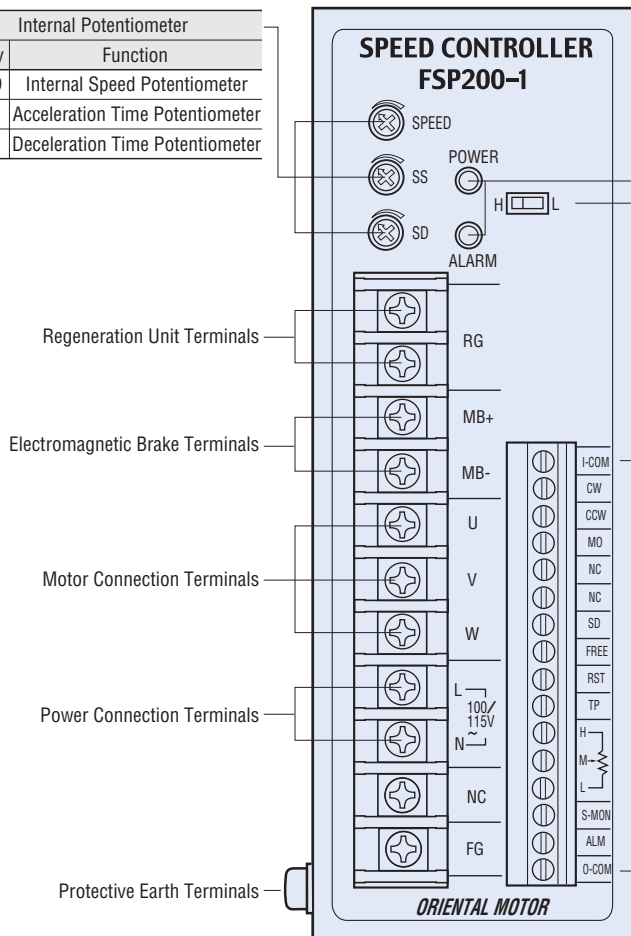 Internal Potentiometer
Function
Internal Speed Potentiometer
Acceleration Time Potentiometer
Deceleration Time Potentiometer
SPEED CONTROLLER
FSP200-1
SPEED
SS
SD
POWER
H L
ALARM
Regeneration Unit Terminals
RG
Electromagnetic Brake Terminals
MB+
MB-
Motor Connection Terminals
U
V
W
Power Connection Terminals
L
100/
115V
~
N
NC
FG
Protective Earth Terminals
I-COM
CW
CCW
MO
NC
NC
SD
FREE
RST
TP
H
M
L
S-MON
ALM
O-COM
ORIENTAL MOTOR